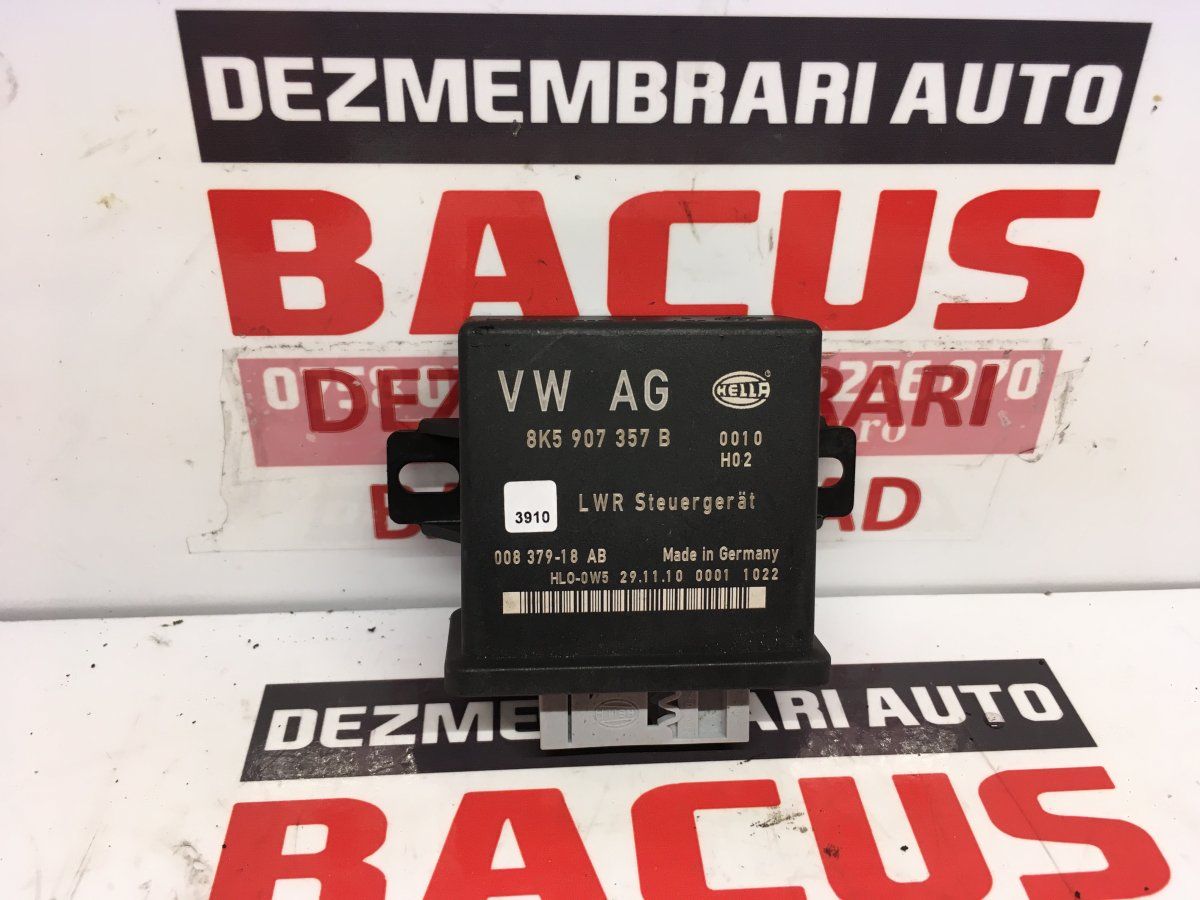 DEZMEMBRARI AUTO
BACUS
VW AG HELLA ®
8K5 907 357 B 0010
H02
3910 LWR Steuergerät
008 379-18 AB Made in Germany
HLO-0W5 29.11.10 0001 1022
DEZMEMBRARI AUTO
BACUS